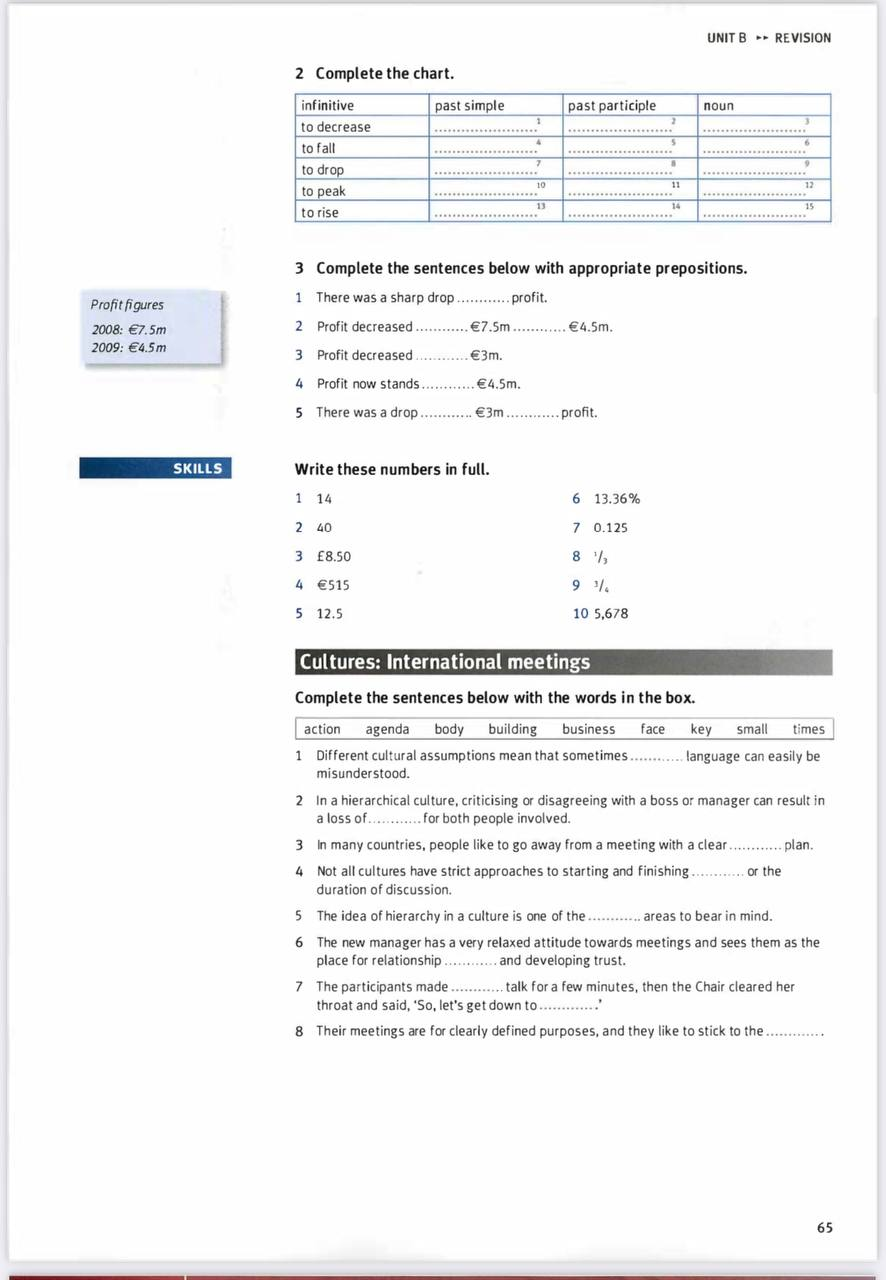 UNIT B ▸▸ REVISION
2 Complete the chart.
infinitive past simple past participle noun
to decrease ......................1 ......................2 ......................3
to fall ......................4 ......................5 ......................6
to drop ......................7 ......................8 ......................9
to peak ......................10 ......................11 ......................12
to rise ......................13 ......................14 ......................15
3 Complete the sentences below with appropriate prepositions.
Profit figures
2008: €7.5m
2009: €4.5m
1 There was a sharp drop ............ profit.
2 Profit decreased ............ €7.5m ............ €4.5m.
3 Profit decreased ............ €3m.
4 Profit now stands ............ €4.5m.
5 There was a drop ............ €3m ............ profit.
SKILLS
Write these numbers in full.
1 14
2 40
3 £8.50
4 €515
5 12.5
6 13.36%
7 0.125
8 1/3
9 3/4
10 5,678
Cultures: International meetings
Complete the sentences below with the words in the box.
action agenda body building business face key small times
1 Different cultural assumptions mean that sometimes ............ language can easily be
misunderstood.
2 In a hierarchical culture, criticising or disagreeing with a boss or manager can result in
a loss of ............ for both people involved.
3 In many countries, people like to go away from a meeting with a clear ............ plan.
4 Not all cultures have strict approaches to starting and finishing ............ or the
duration of discussion.
5 The idea of hierarchy in a culture is one of the ............ areas to bear in mind.
6 The new manager has a very relaxed attitude towards meetings and sees them as the
place for relationship ............ and developing trust.
7 The participants made ............ talk for a few minutes, then the Chair cleared her
throat and said, 'So, let's get down to .............'
8 Their meetings are for clearly defined purposes, and they like to stick to the ............ .
65